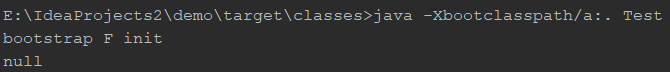 E:\IdeaProjects2\demo\target\classes>java -Xbootclasspath/a:. Test
bootstrap F init
null